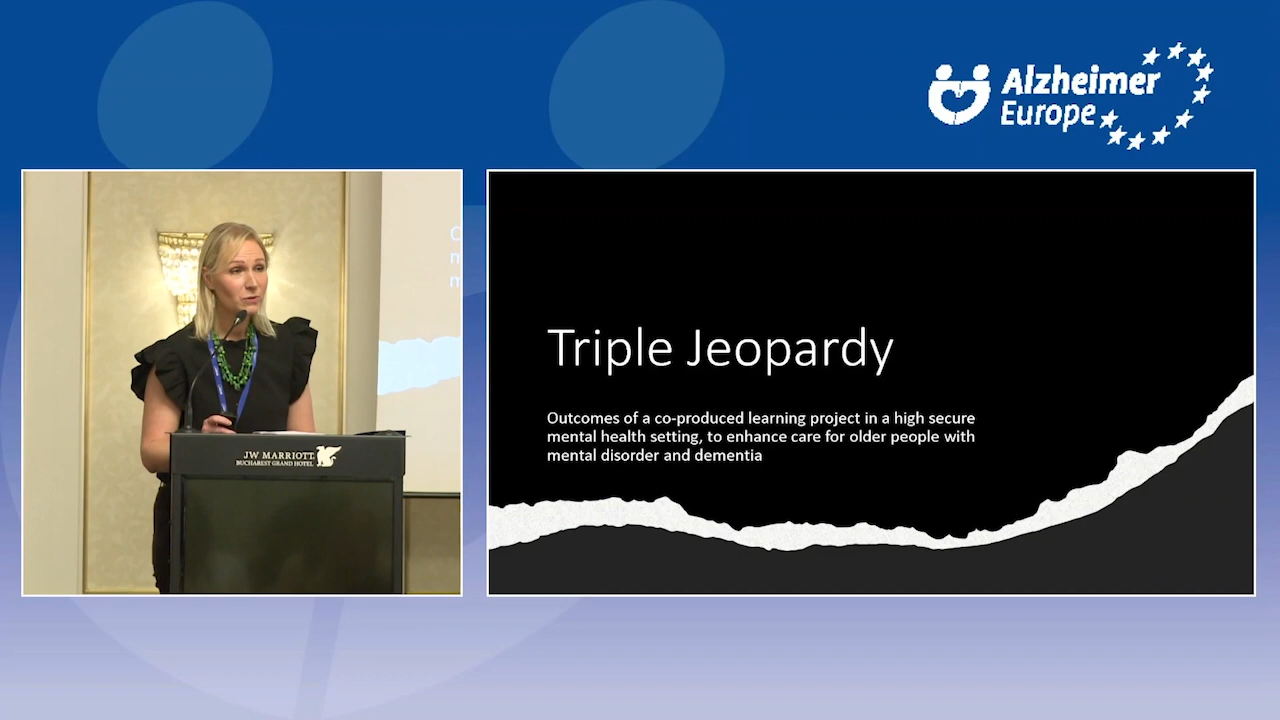 Alzheimer
Europe
Triple Jeopardy
Outcomes of a co-produced learning project in a high secure
mental health setting, to enhance care for older people with
mental disorder and dementia
JW MARRIOTT
BUCHAREST GRAND HOTEL